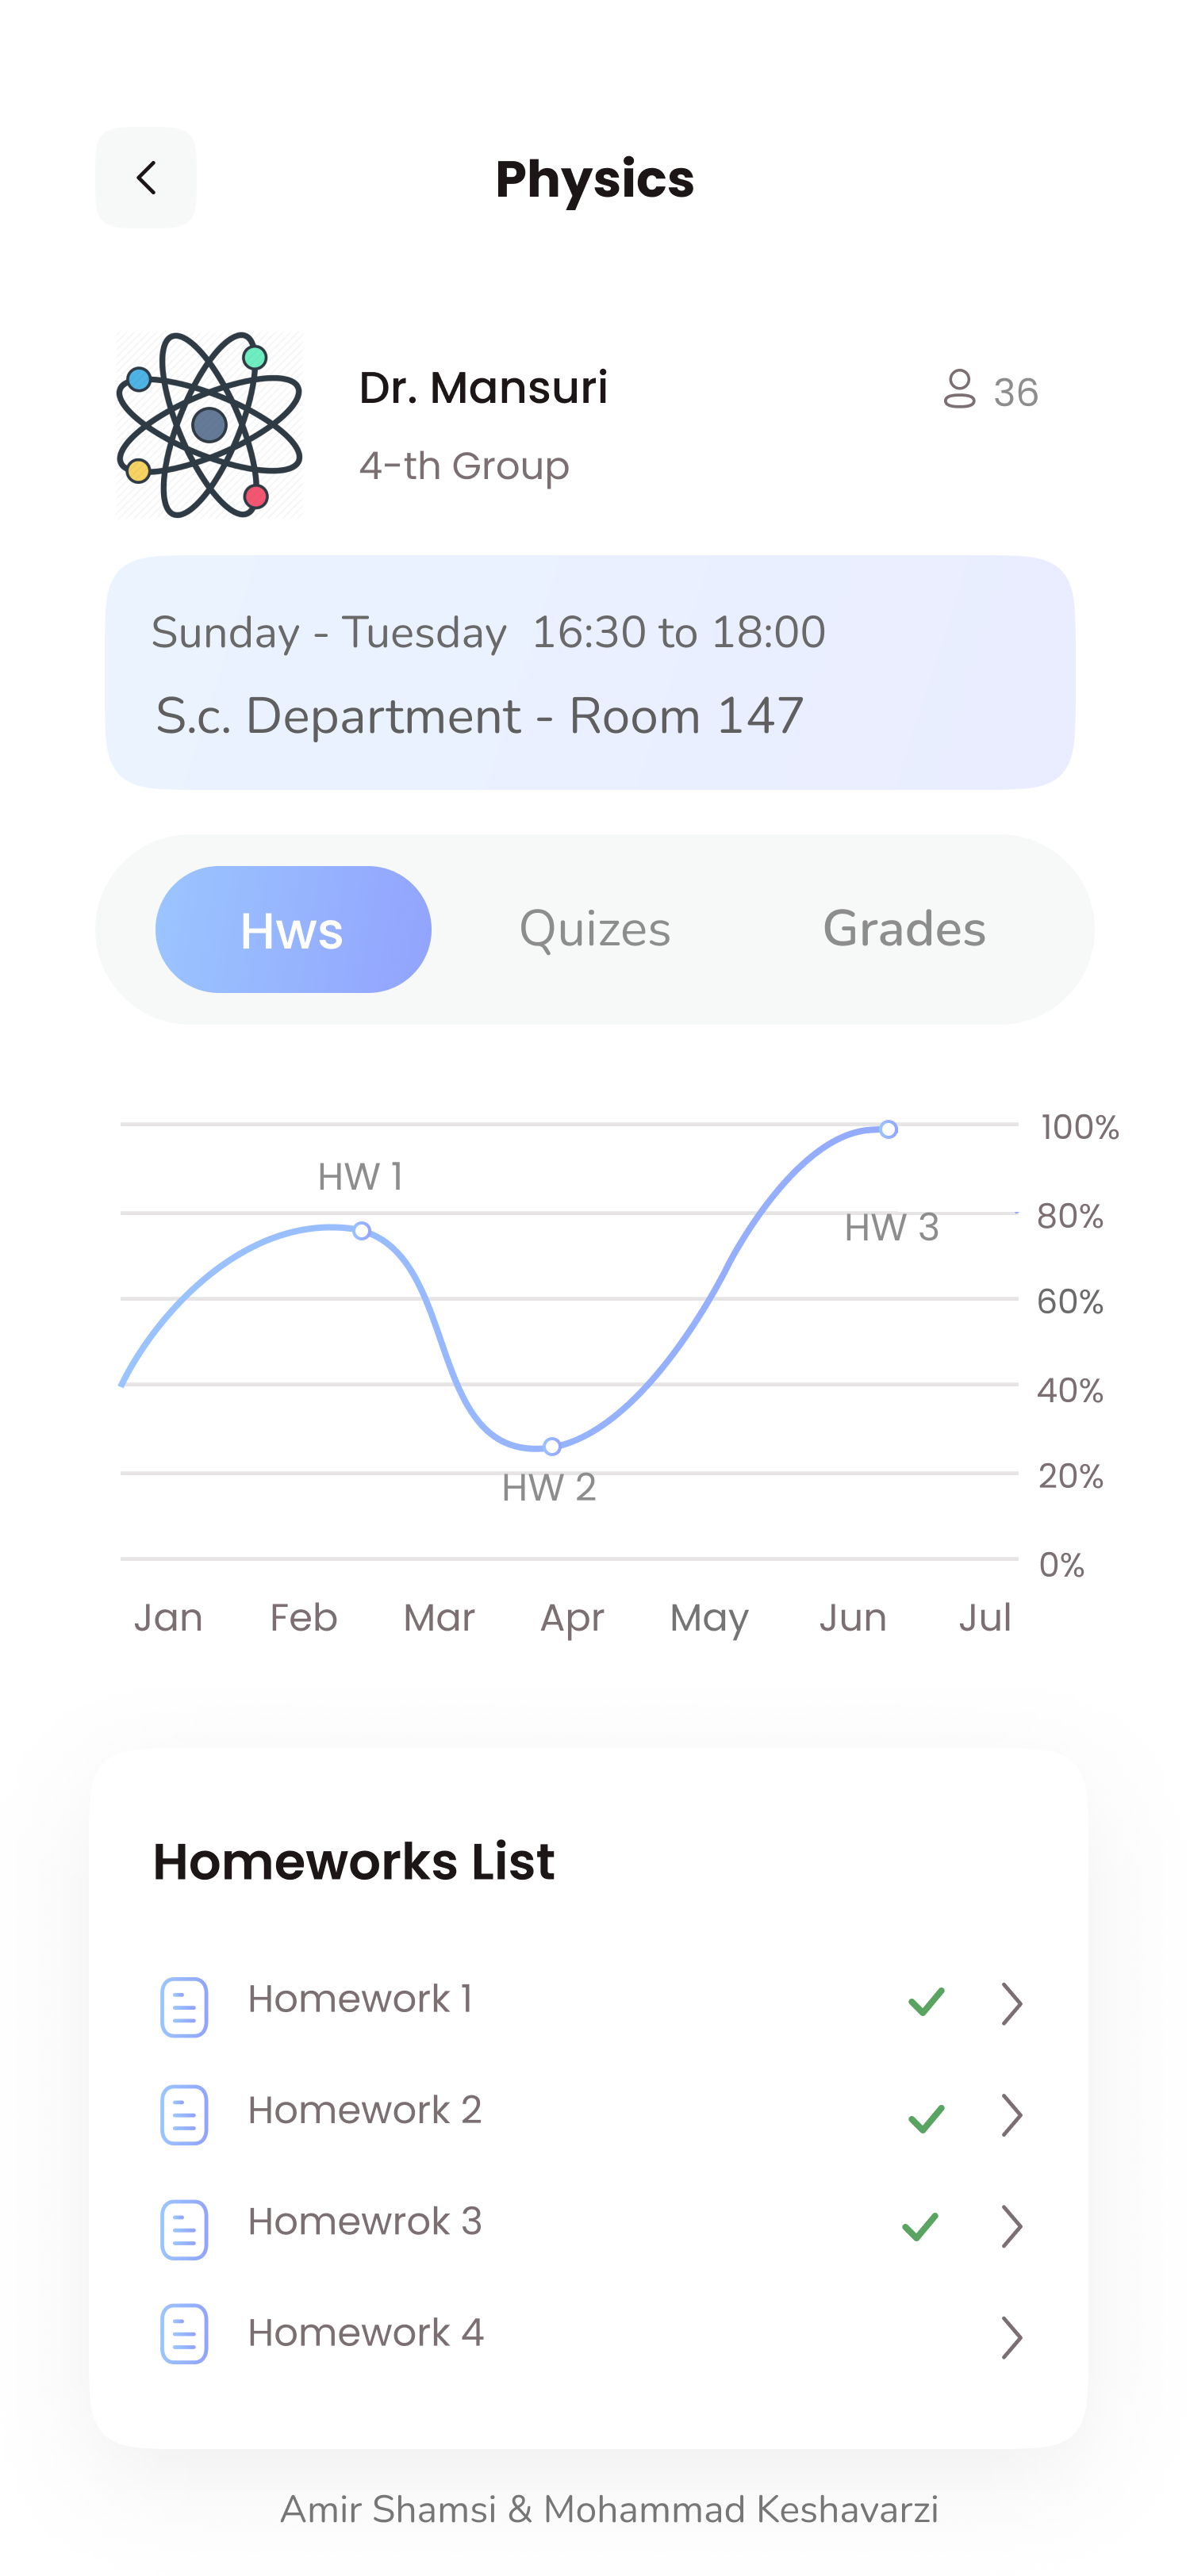 Physics
Dr. Mansuri
36
4-th Group
Sunday - Tuesday 16:30 to 18:00
S.c. Department - Room 147
Hws Quizes Grades
100%
HW 1
80%
HW 3
60%
40%
20%
HW 2
0%
Jan Feb Mar Apr May Jun Jul
Homeworks List
Homework 1
Homework 2
Homewrok 3
Homework 4
Amir Shamsi & Mohammad Keshavarzi